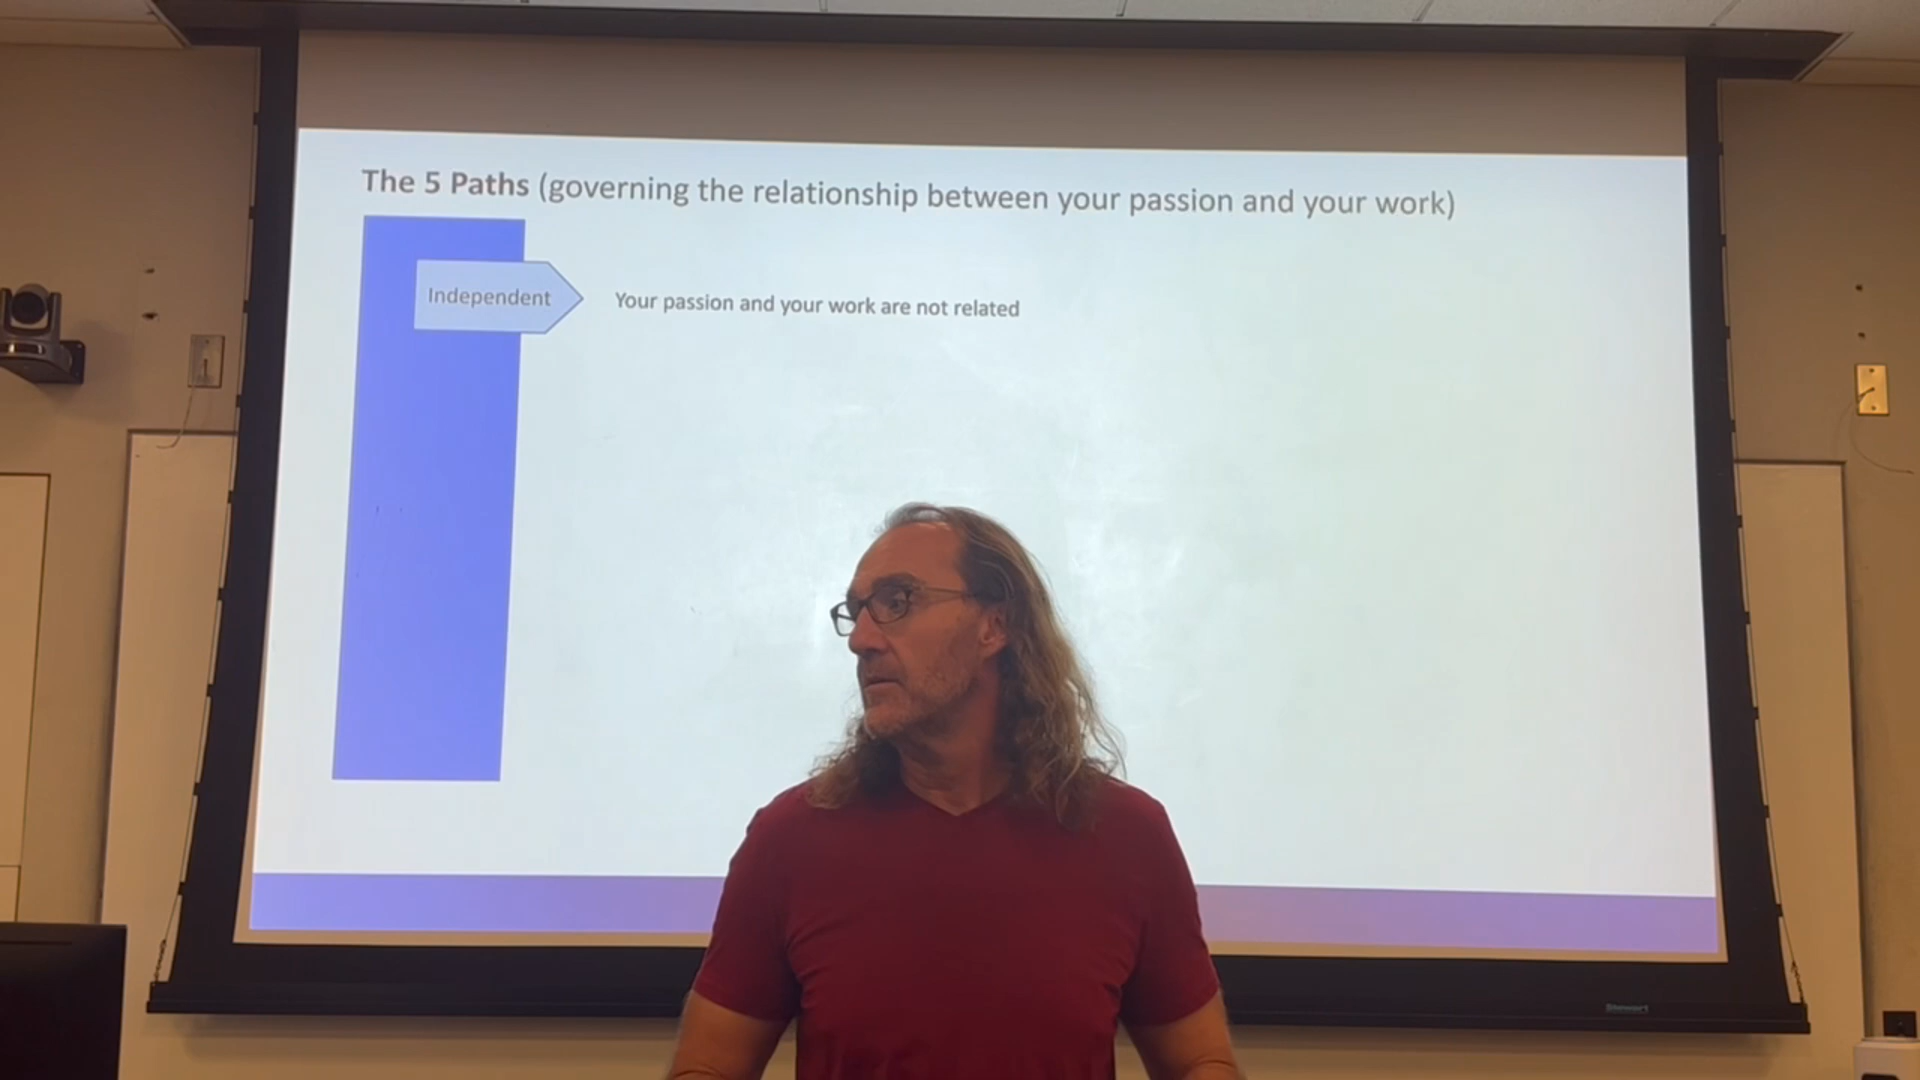 The 5 Paths (governing the relationship between your passion and your work)
Independent
Your passion and your work are not related
Stewart